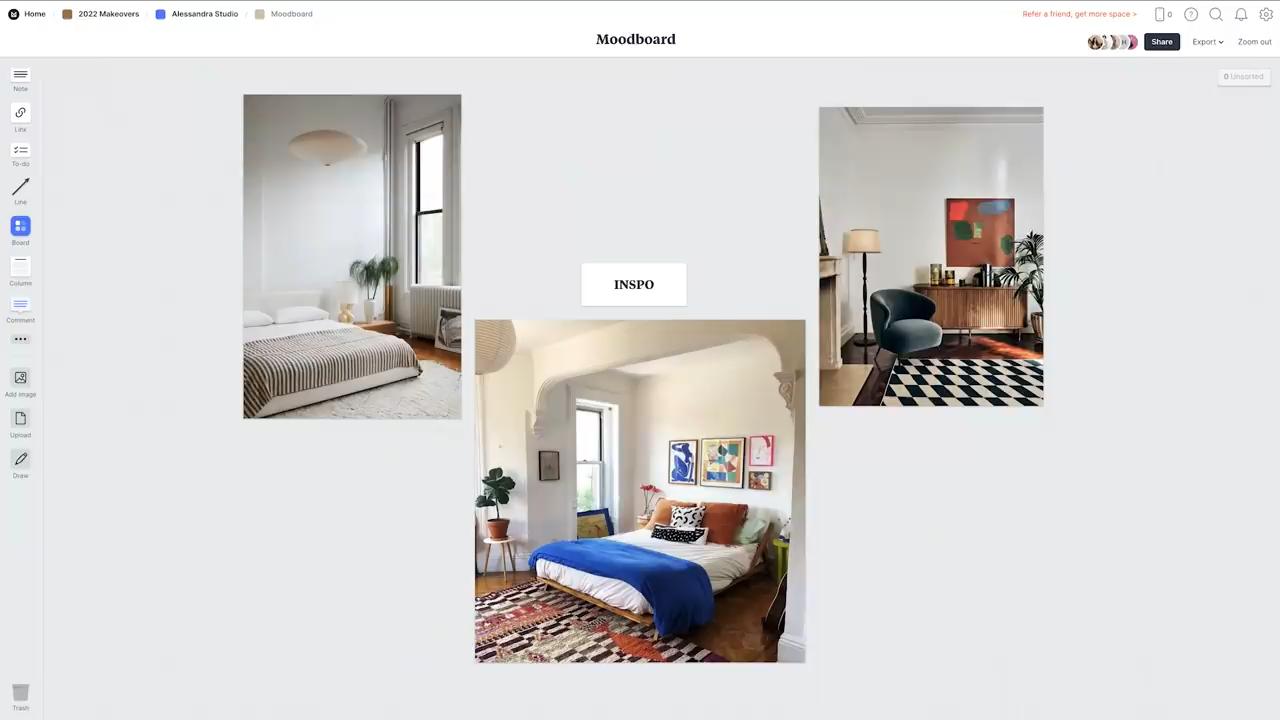 Home / 2022 Makeovers / Alessandra Studio / Moodboard
Refer a friend, get more space >
0
?
Moodboard
Share
Export
Zoom out
0 Unsorted
Note
Link
To-do
Line
Board
Column
Comment
Add image
Upload
Draw
Trash
INSPO